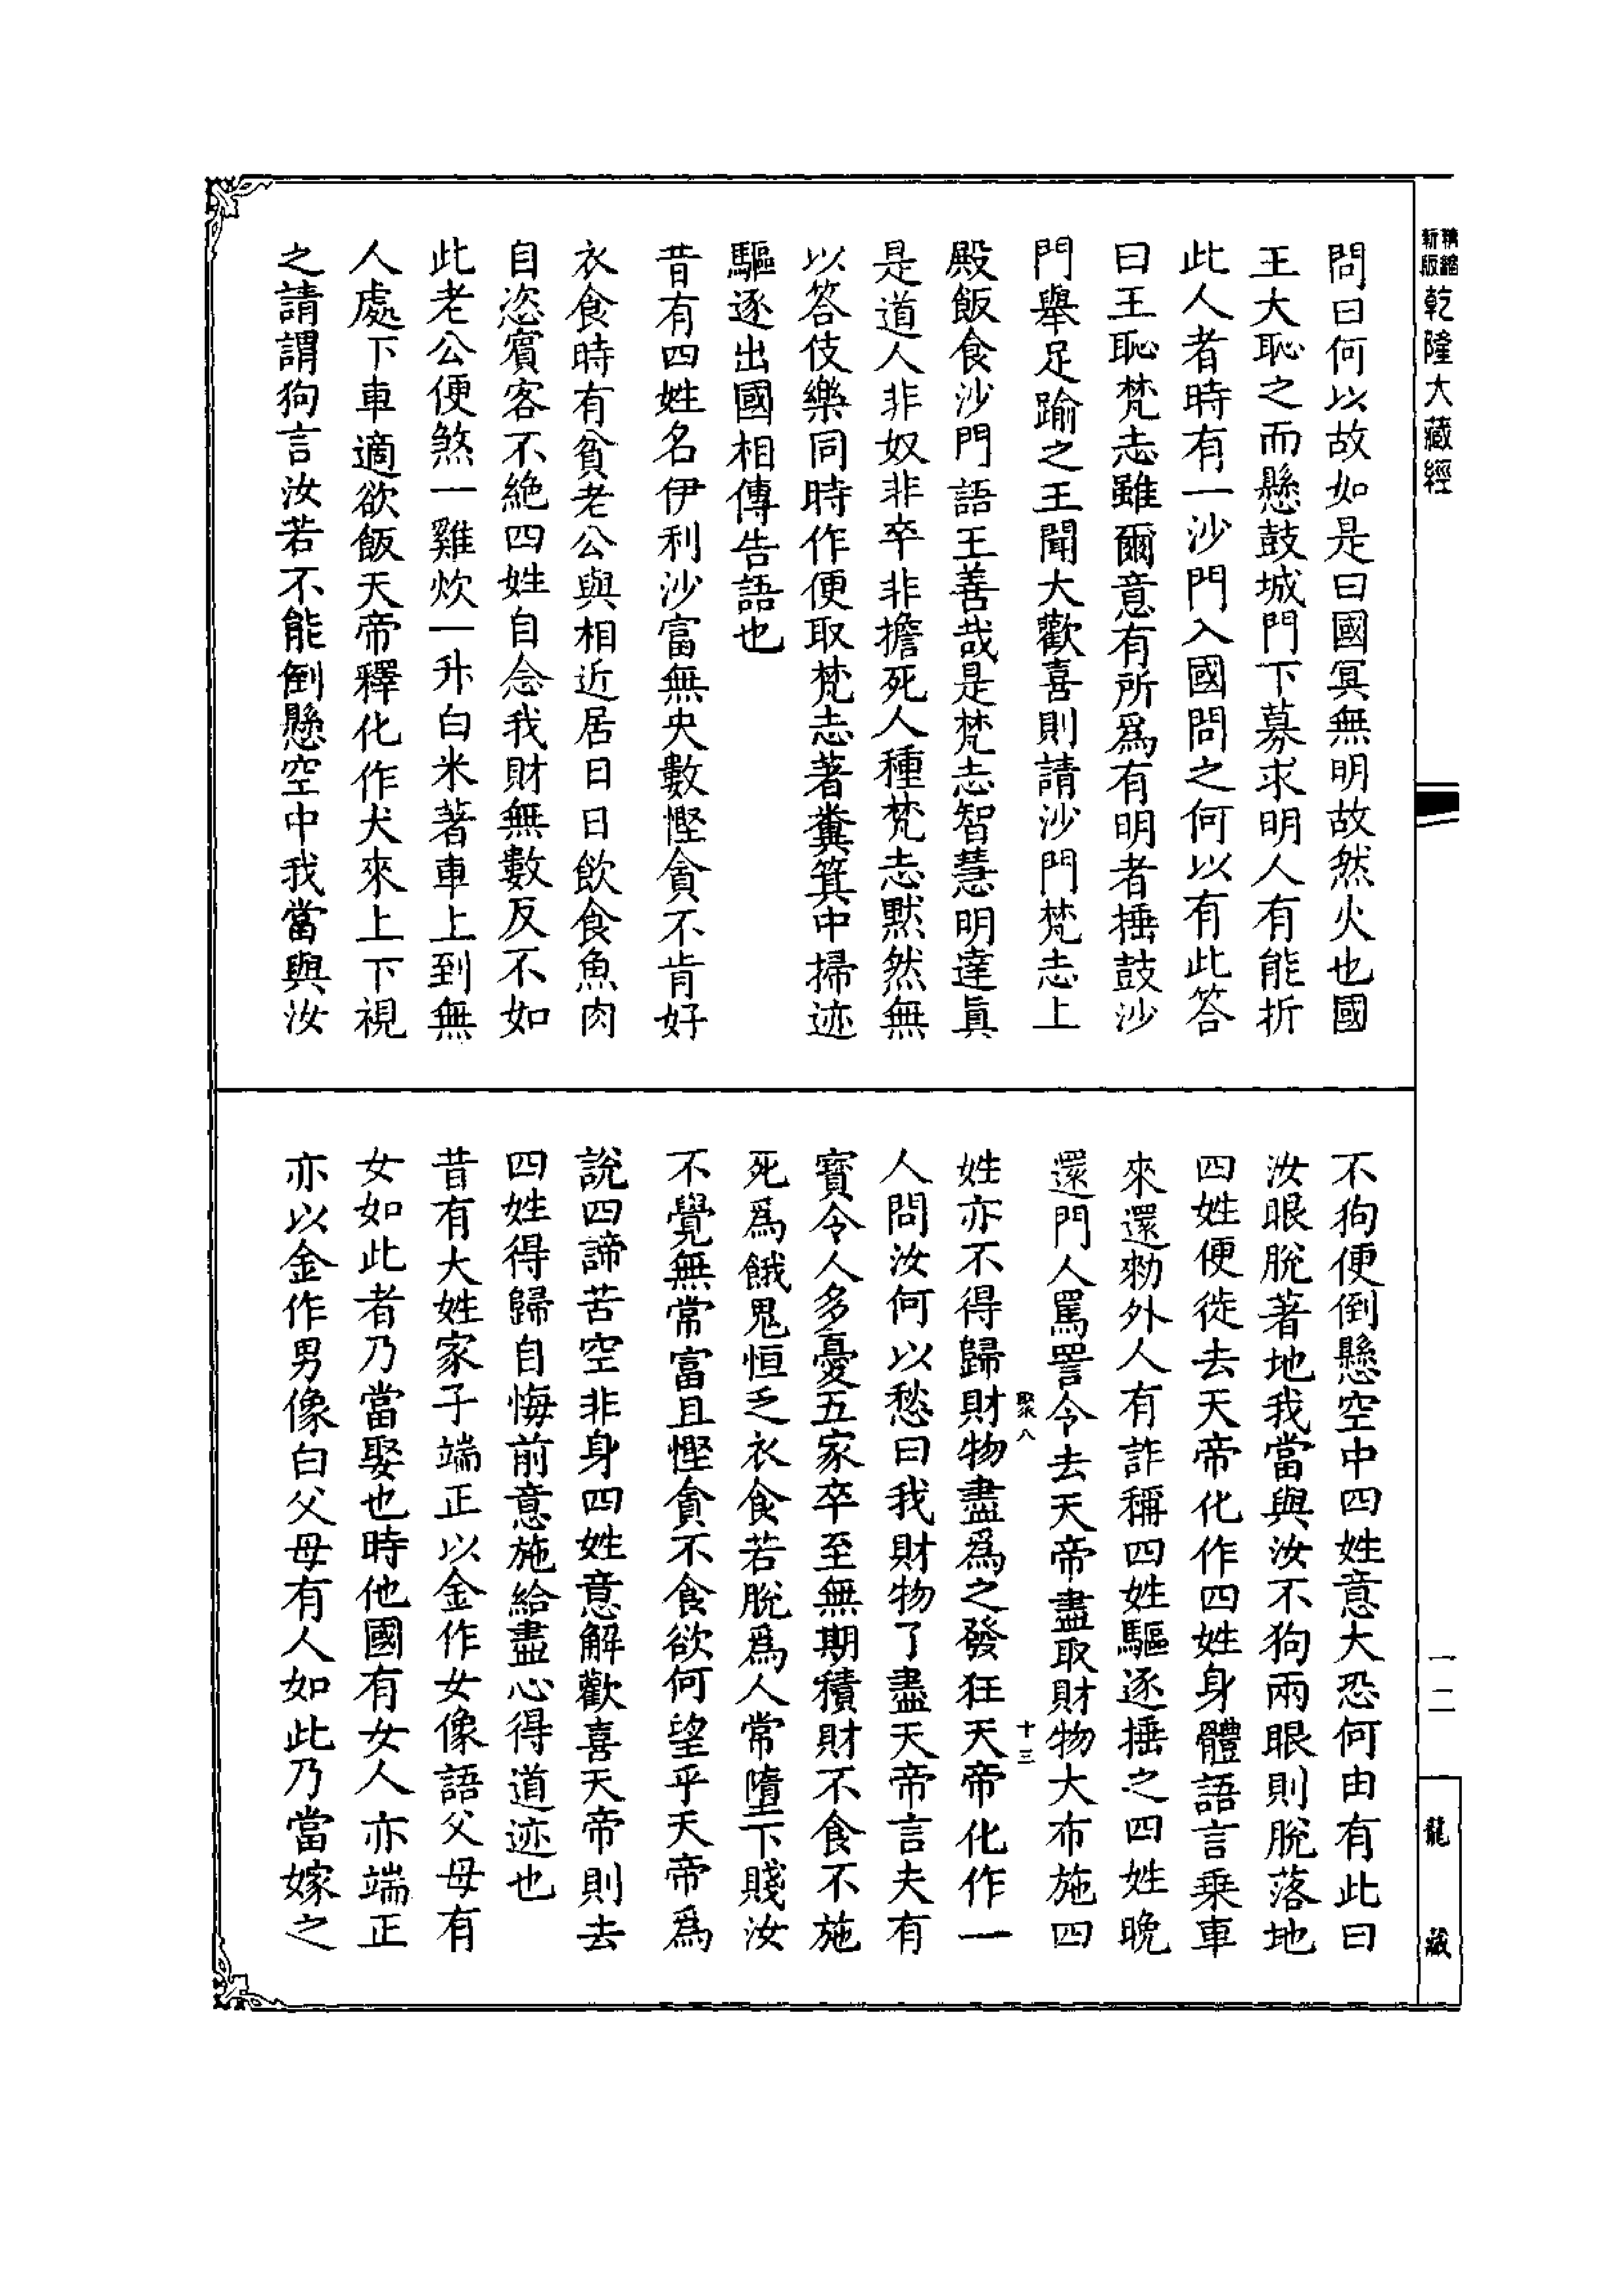 精縮
新版
乾隆大藏經
問曰何以故如是曰國冥無明故然火也國
王大恥之而懸鼓城門下募求明人有能折
此人者時有一沙門入國問之何以有此答
曰王恥梵志雖爾意有所爲有明者捶鼓沙
門舉足踰之王聞大歡喜則請沙門梵志上
殿飯食沙門語王善哉是梵志智慧明達眞
是道人非奴非卒非擔死人種梵志默然無
以答伎樂同時作便取梵志著糞箕中掃迹
驅逐出國相傳告語也
昔有四姓名伊利沙富無央數慳貪不肯好
衣食時有貧老公與相近居日日飲食魚肉
自恣賓客不絶四姓自念我財無數反不如
此老公便煞一雞炊一升白米著車上到無
人處下車適欲飯天帝釋化作犬來上下視
之請謂狗言汝若不能倒懸空中我當與汝
不狗便倒懸空中四姓意大恐何由有此曰
汝眼脫著地我當與汝不狗兩眼則脫落地
四姓便徙去天帝化作四姓身體語言乗車
來還勑外人有詐稱四姓驅逐捶之四姓晚
還門人罵詈令去天帝盡取財物大布施四
聚八 十三
姓亦不得歸財物盡爲之發狂天帝化作一
人問汝何以愁曰我財物了盡天帝言夫有
寳令人多憂五家卒至無期積財不食不施
死爲餓鬼恒乏衣食若脫爲人常墮下賤汝
不覺無常富且慳貪不食欲何望乎天帝爲
說四諦苦空非身四姓意解歡喜天帝則去
四姓得歸自悔前意施給盡心得道迹也
昔有大姓家子端正以金作女像語父母有
女如此者乃當娶也時他國有女人亦端正
亦以金作男像白父母有人如此乃當嫁之
一二
龍藏